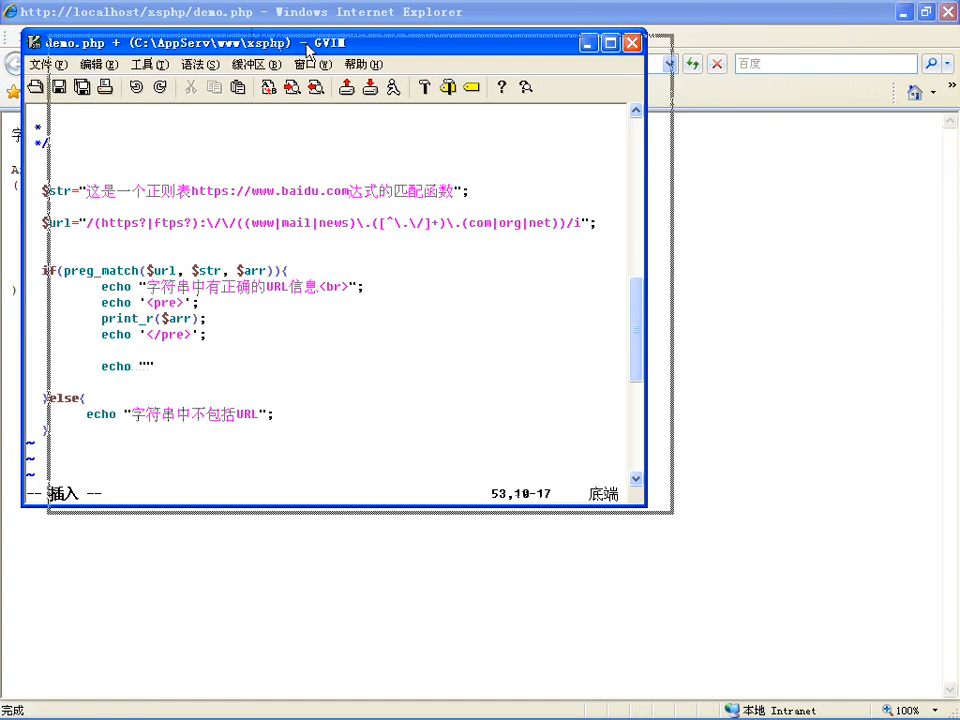 http://localhost/xsphp/demo.php - Windows Internet Explorer
demo.php + (C:\AppServ\www\xsphp) - GVIM
文件(F) 编辑(E) 工具(T) 语法(S) 缓冲区(B) 窗口(W) 帮助(H)
百度
字
*
*/
$str="这是一个正则表https://www.baidu.com达式的匹配函数";
$url="/(https?|ftps?):\/\/((www|mail|news)\.([^\.\/]+)\.(com|org|net))/i";
if(preg_match($url, $str, $arr)){
echo "字符串中有正确的URL信息<br>";
echo '<pre>';
print_r($arr);
echo '</pre>';
echo ""
}else{
echo "字符串中不包括URL";
}
~
~
~
-- 插入 --
53,10-17
底端
(
)
完成
本地 Intranet
100%